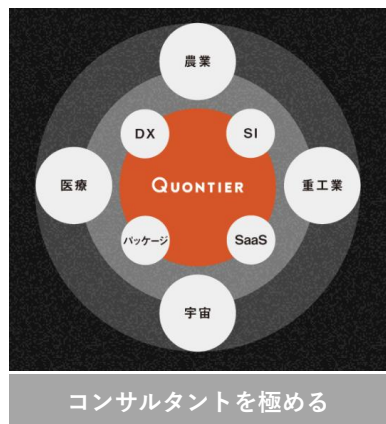 農業
DX
SI
医療
QUONTIER
重工業
パッケージ
SaaS
宇宙
コンサルタントを極める